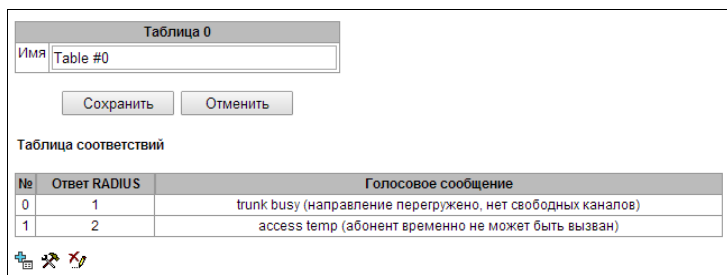 Таблица 0
Имя Table #0
Сохранить Отменить
Таблица соответствий
№ Ответ RADIUS Голосовое сообщение
0 1 trunk busy (направление перегружено, нет свободных каналов)
1 2 access temp (абонент временно не может быть вызван)